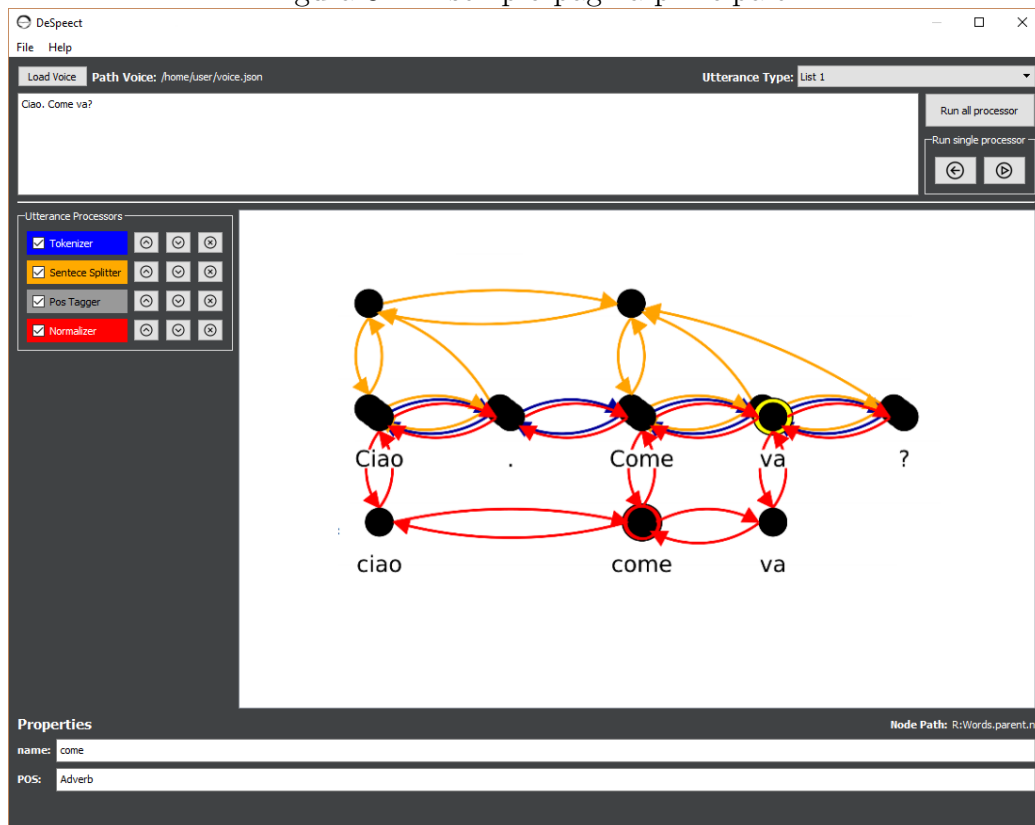 DeSpeect
File Help
Load Voice Path Voice: /home/user/voice.json Utterance Type: List 1
Ciao. Come va?
Run all processor
Run single processor
Utterance Processors
Tokenizer
Sentece Splitter
Pos Tagger
Normalizer
Ciao . Come va ?
ciao come va
Properties Node Path: R:Words.parent.n
name: come
POS: Adverb